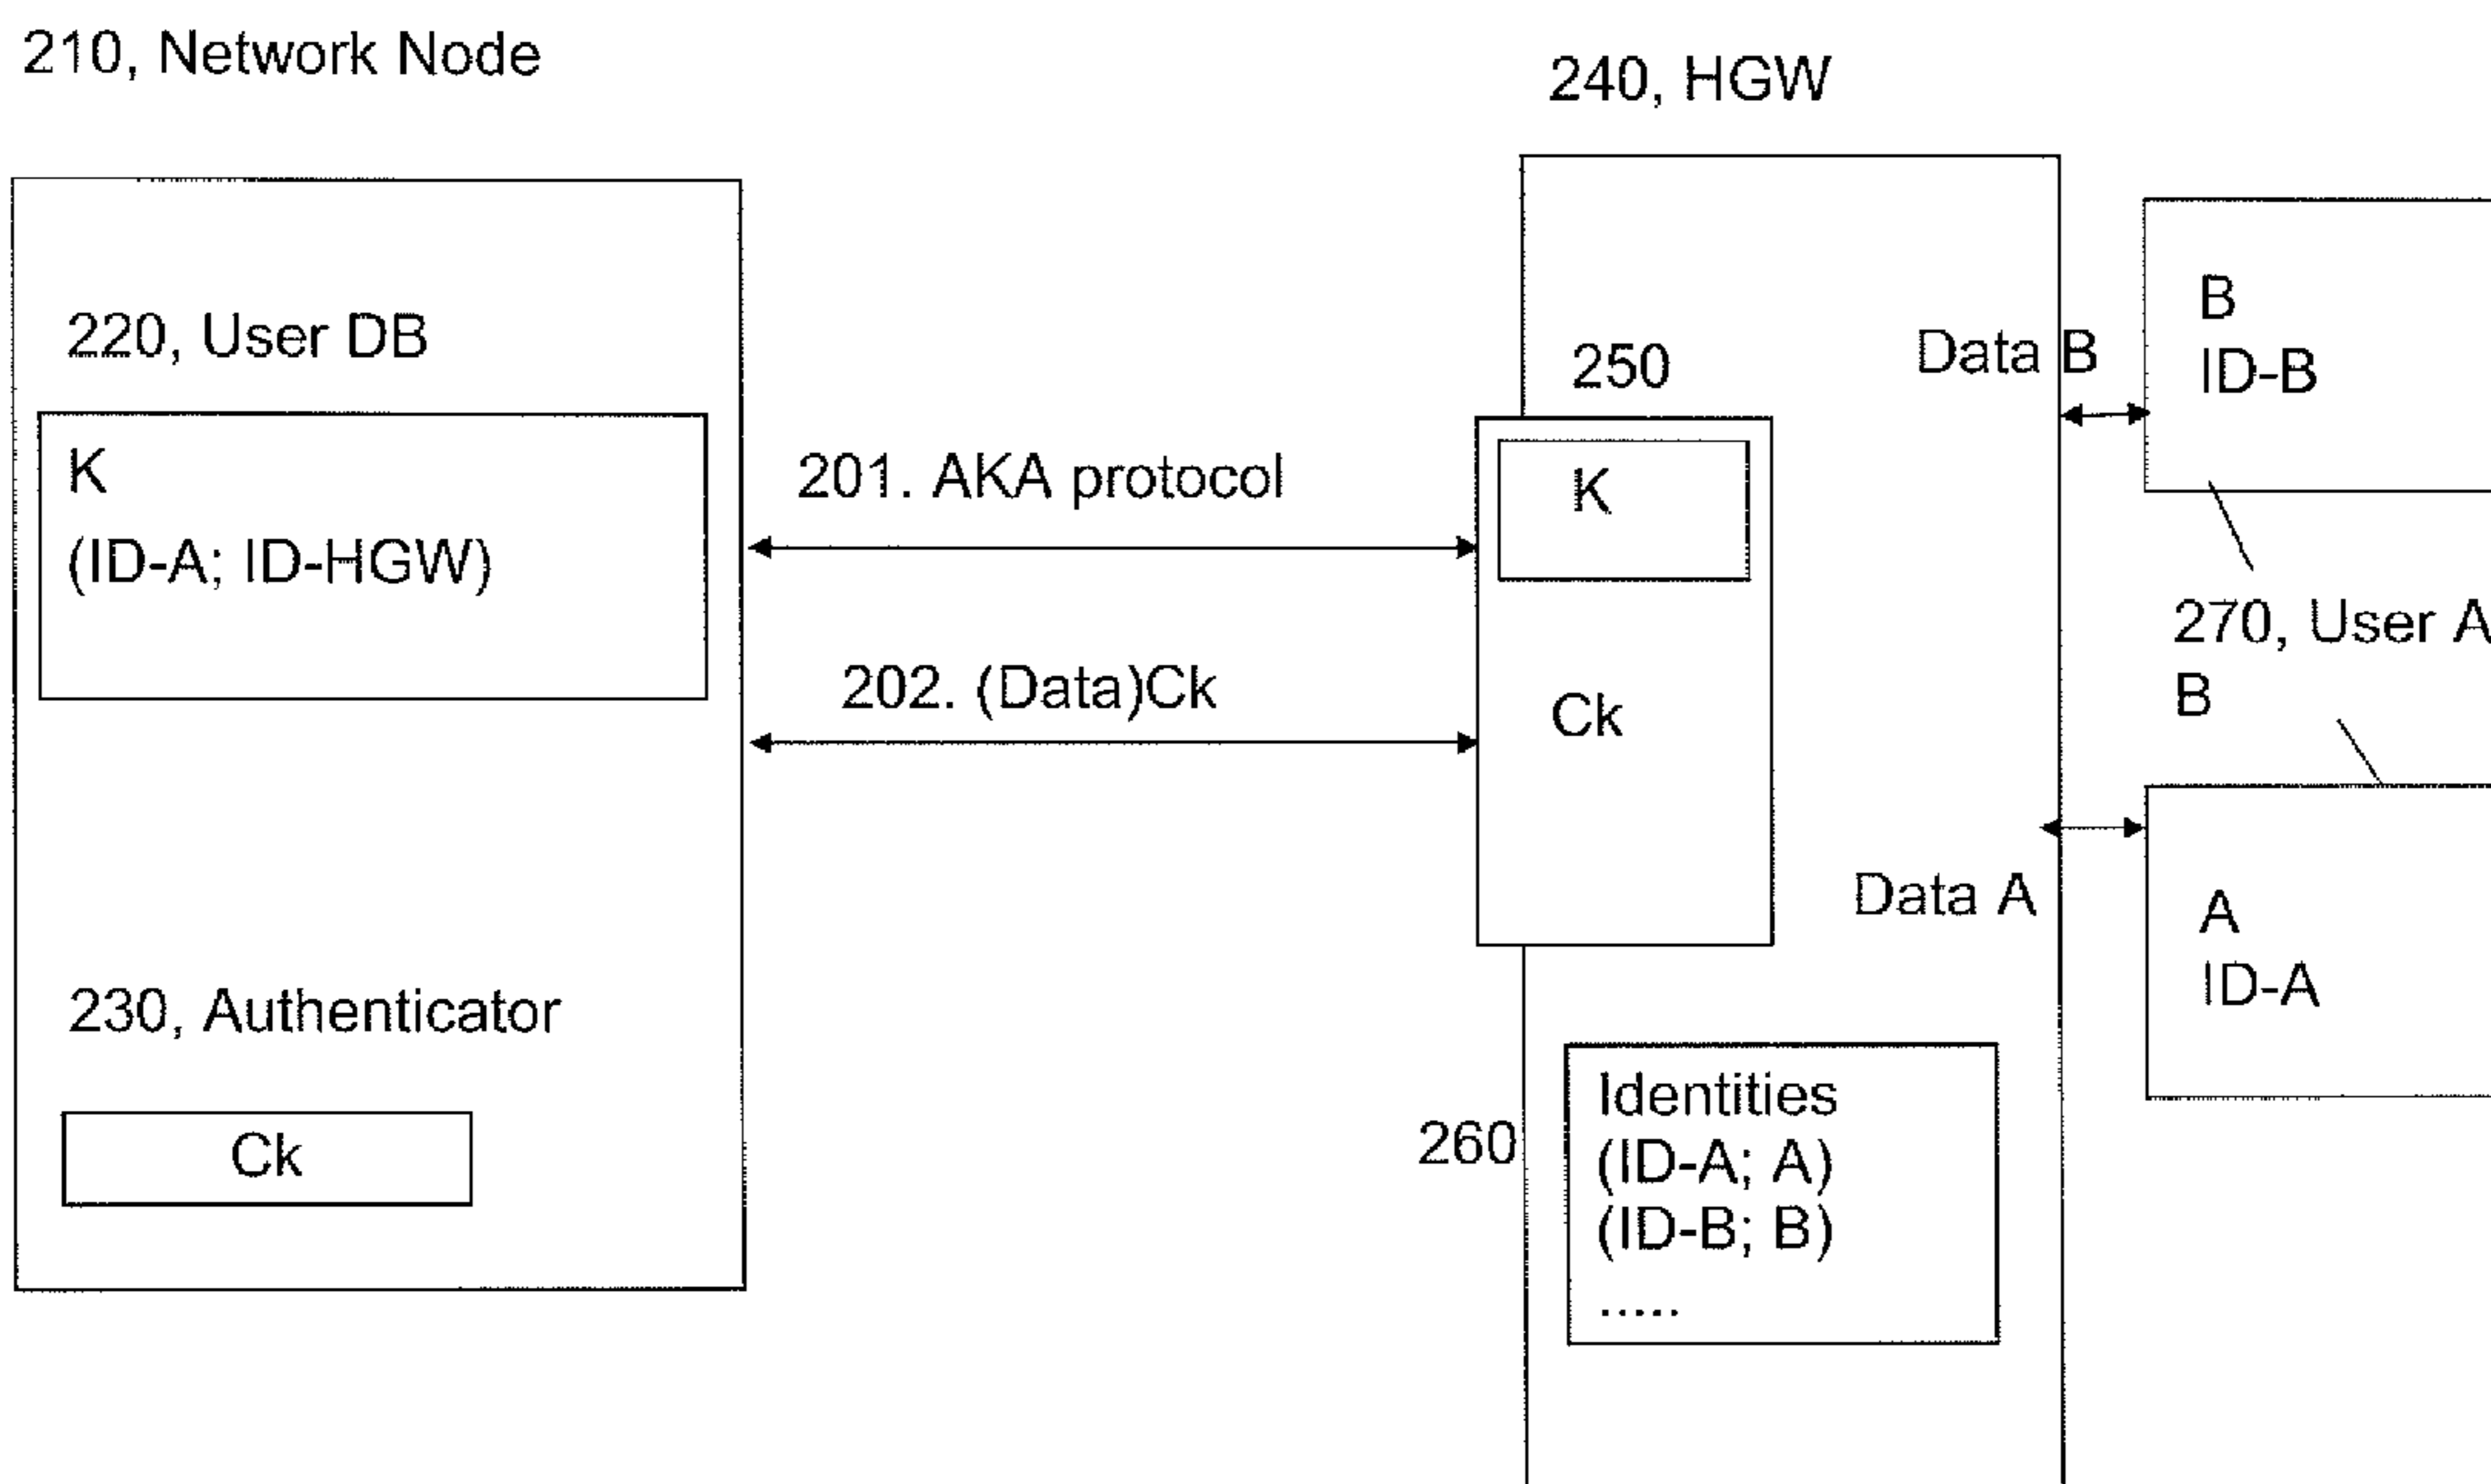 210, Network Node
220, User DB
K
(ID-A; ID-HGW)
230, Authenticator
Ck
201. AKA protocol
202. (Data)Ck
240, HGW
250
K
Ck
Data B
Data A
260
Identities
(ID-A; A)
(ID-B; B)
.....
B
ID-B
270, User A
B
A
ID-A